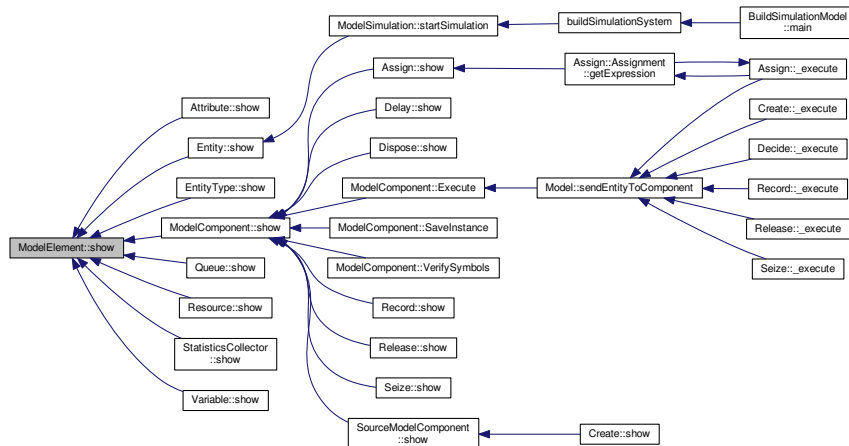 ModelElement::show
Attribute::show
Entity::show
EntityType::show
ModelComponent::show
Queue::show
Resource::show
StatisticsCollector
::show
Variable::show
ModelSimulation::startSimulation
Assign::show
Delay::show
Dispose::show
ModelComponent::Execute
ModelComponent::SaveInstance
ModelComponent::VerifySymbols
Record::show
Release::show
Seize::show
SourceModelComponent
::show
buildSimulationSystem
Assign::Assignment
::getExpression
Model::sendEntityToComponent
Create::show
BuildSimulationModel
::main
Assign::_execute
Create::_execute
Decide::_execute
Record::_execute
Release::_execute
Seize::_execute